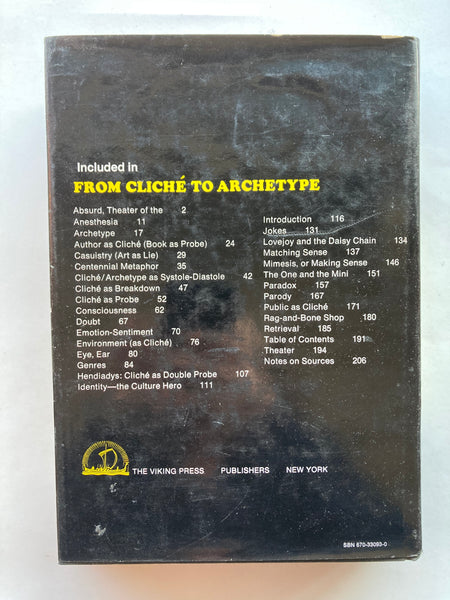 Included in
FROM CLICHÉ TO ARCHETYPE
Absurd, Theater of the 2
Anesthesia 11
Archetype 17
Author as Cliché (Book as Probe) 24
Casuistry (Art as Lie) 29
Centennial Metaphor 35
Cliché/Archetype as Systole-Diastole 42
Cliché as Breakdown 47
Cliché as Probe 52
Consciousness 62
Doubt 67
Emotion-Sentiment 70
Environment (as Cliché) 76
Eye, Ear 80
Genres 84
Hendiadys: Cliché as Double Probe 107
Identity—the Culture Hero 111
Introduction 116
Jokes 131
Lovejoy and the Daisy Chain 134
Matching Sense 137
Mimesis, or Making Sense 146
The One and the Mini 151
Paradox 157
Parody 167
Public as Cliché 171
Rag-and-Bone Shop 180
Retrieval 185
Table of Contents 191
Theater 194
Notes on Sources 206
THE VIKING PRESS PUBLISHERS NEW YORK
SBN 670-33093-0